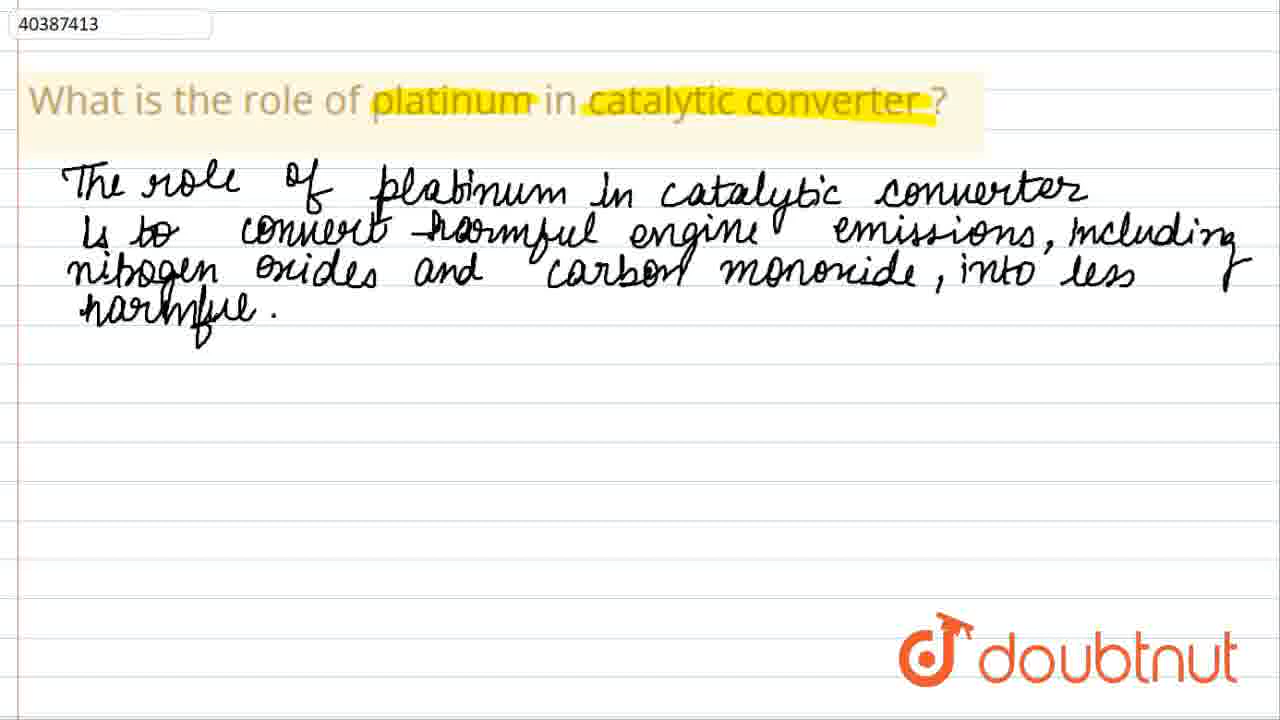 40387413
What is the role of platinum in catalytic converter ?
The role of platinum in catalytic converter
is to convert harmful engine emissions, including
nitrogen oxides and carbon monoxide, into less
harmful.
doubtnut